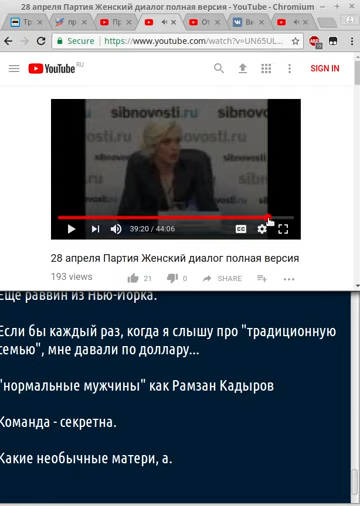 28 апреля Партия Женский диалог полная версия - YouTube - Chromium
Secure https://www.youtube.com/watch?v=UN65UL...
YouTube RU
SIGN IN
sibnovosti.ru sibnovosti
39:20 / 44:06
CC
28 апреля Партия Женский диалог полная версия
193 views
21 0 SHARE
Еще раввин из Нью-Йорка.
Если бы каждый раз, когда я слышу про "традиционную
семью", мне давали по доллару...
"нормальные мужчины" как Рамзан Кадыров
Команда - секретна.
Какие необычные матери, а.